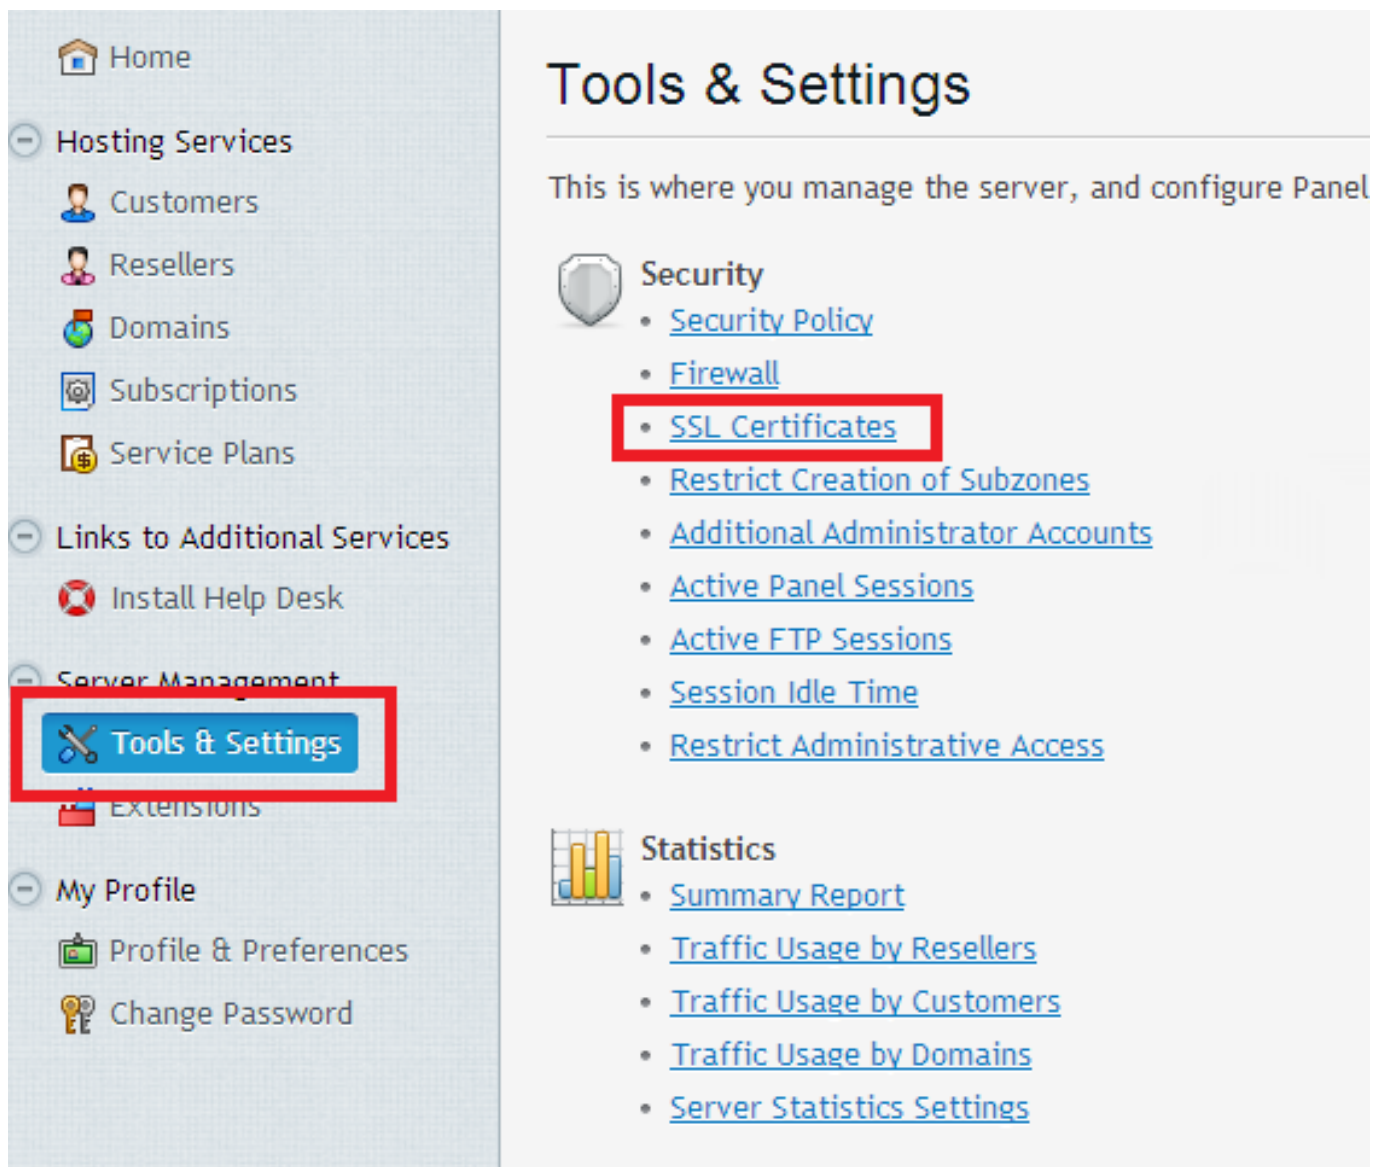 Home
Hosting Services
Customers
Resellers
Domains
Subscriptions
Service Plans
Links to Additional Services
Install Help Desk
Server Management
Tools & Settings
Extensions
My Profile
Profile & Preferences
Change Password
Tools & Settings
This is where you manage the server, and configure Panel
Security
Security Policy
Firewall
SSL Certificates
Restrict Creation of Subzones
Additional Administrator Accounts
Active Panel Sessions
Active FTP Sessions
Session Idle Time
Restrict Administrative Access
Statistics
Summary Report
Traffic Usage by Resellers
Traffic Usage by Customers
Traffic Usage by Domains
Server Statistics Settings